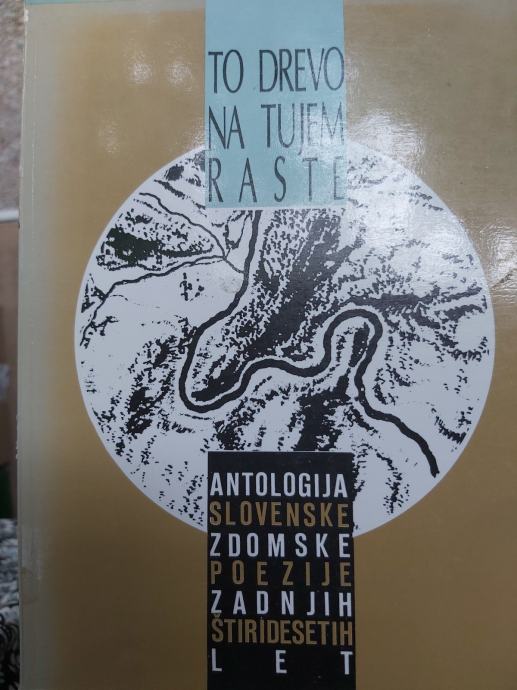 TO DREVO
NA TUJEM
RASTE
ANTOLOGIJA
SLOVENSKE
ZDOMSKE
POEZIJE
ZADNJIH
ŠTIRIDESETIH
LET